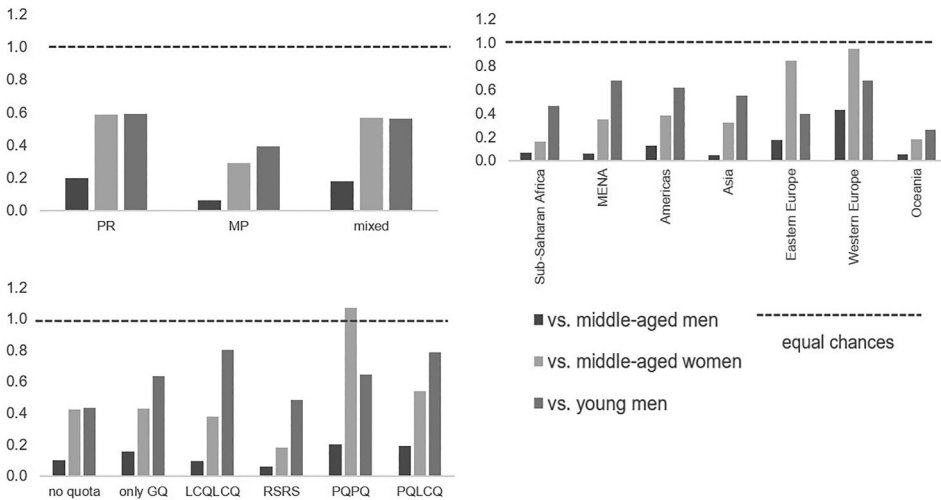 1.2
1.0
0.8
0.6
0.4
0.2
0.0
PR MP mixed
1.2
1.0
0.8
0.6
0.4
0.2
0.0
Sub-Saharan Africa
MENA
Americas
Asia
Eastern Europe
Western Europe
Oceania
1.2
1.0
0.8
0.6
0.4
0.2
0.0
no quota only GQ LCQLCQ RSRS PQPQ PQLCQ
vs. middle-aged men
vs. middle-aged women
vs. young men
equal chances